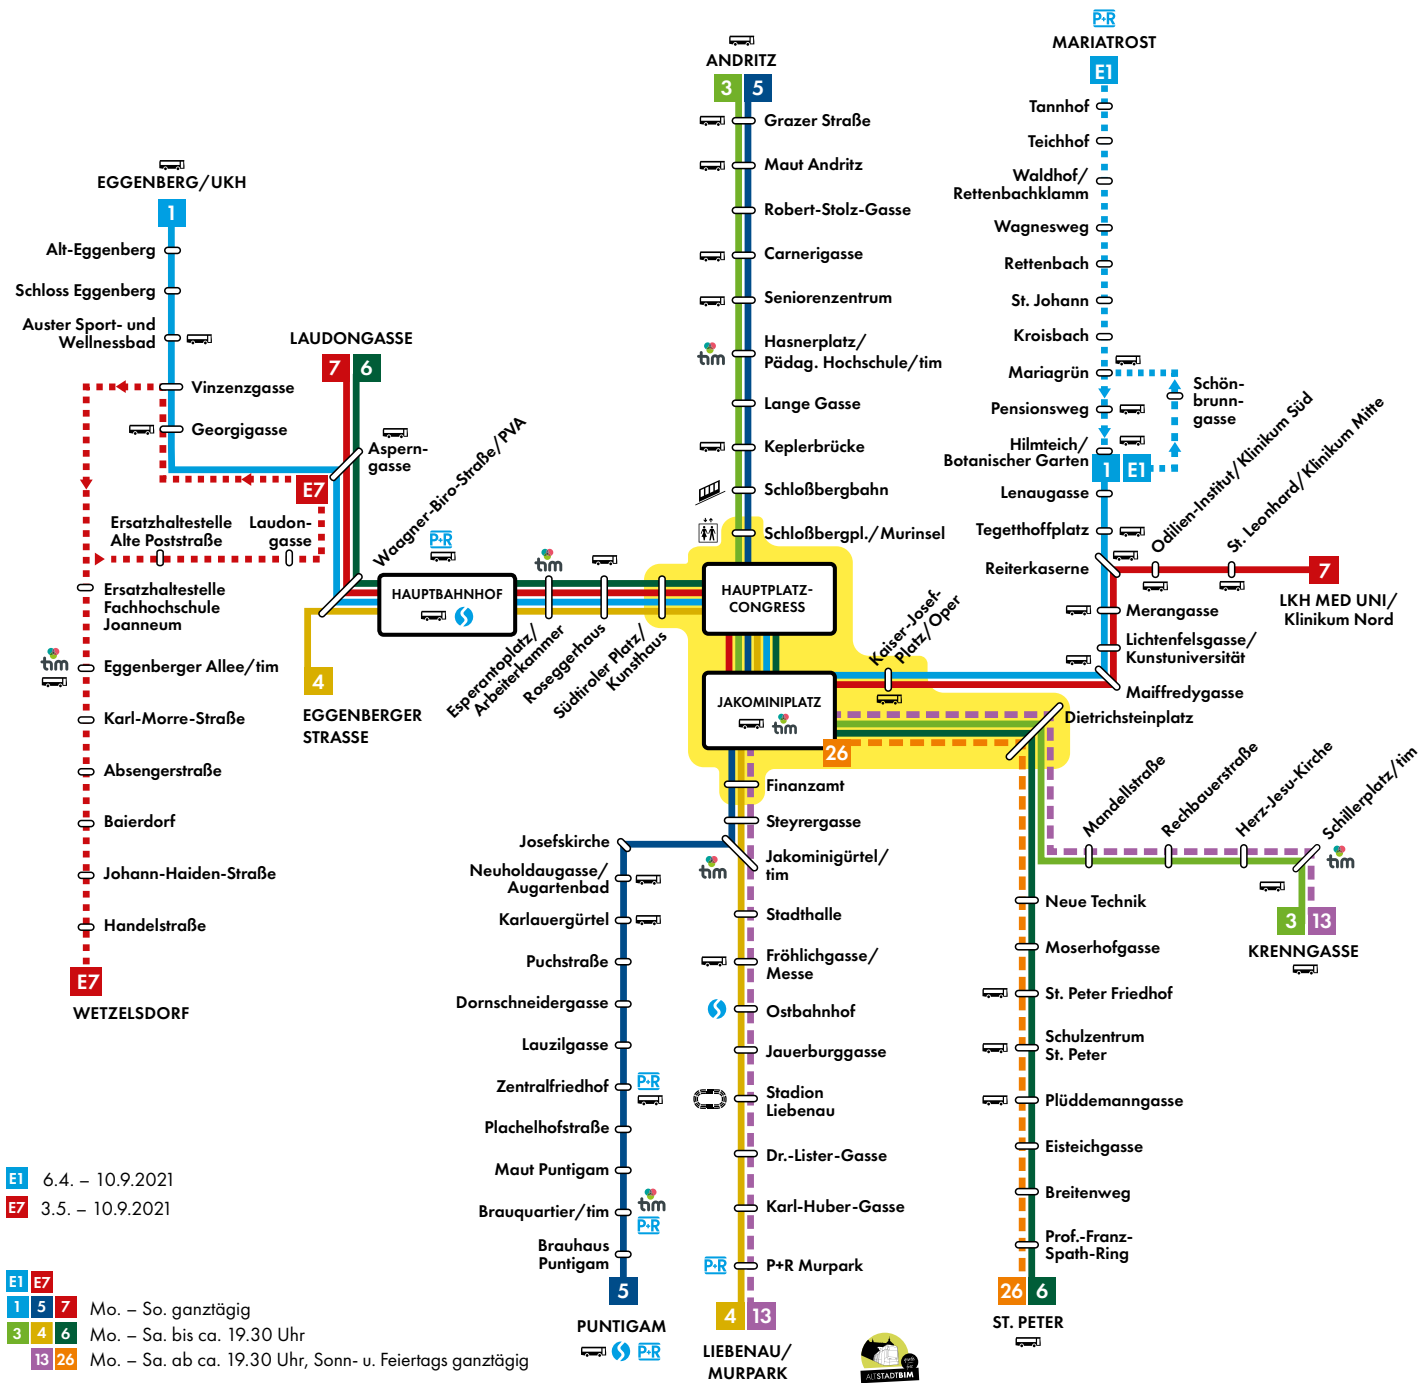 P+R
MARIATROST
E1
Tannhof
Teichhof
Waldhof/
Rettenbachklamm
Wagnesweg
Rettenbach
St. Johann
Kroisbach
Mariagrün
Pensionsweg
Hilmteich/
Botanischer Garten
1 E1
Schön-
brunn-
gasse
Lenaugasse
Tegetthoffplatz
Reiterkaserne
Odilien-Institut/Klinikum Süd
St. Leonhard/Klinikum Mitte
7
LKH MED UNI/
Klinikum Nord
Merangasse
Lichtenfelsgasse/
Kunstuniversität
Maiffredygasse
ANDRITZ
3 5
Grazer Straße
Maut Andritz
Robert-Stolz-Gasse
Carnerigasse
Seniorenzentrum
tim
Hasnerplatz/
Pädag. Hochschule/tim
Lange Gasse
Keplerbrücke
Schloßbergbahn
Schloßbergpl./Murinsel
HAUPTPLATZ-
CONGRESS
JAKOMINIPLATZ
tim
26
Kaiser-Josef-
Platz/Oper
Dietrichsteinplatz
EGGENBERG/UKH
1
Alt-Eggenberg
Schloss Eggenberg
Auster Sport- und
Wellnessbad
Vinzenzgasse
Georgigasse
LAUDONGASSE
7 6
Aspern-
gasse
E7
Waagner-Biro-Straße/PVA
Ersatzhaltestelle
Alte Poststraße
Laudon-
gasse
P+R
HAUPTBAHNHOF
tim
Esperantoplatz/
Arbeiterkammer
Roseggerhaus
Südtiroler Platz/
Kunsthaus
4
EGGENBERGER
STRASSE
Ersatzhaltestelle
Fachhochschule
Joanneum
tim
Eggenberger Allee/tim
Karl-Morre-Straße
Absengerstraße
Baierdorf
Johann-Haiden-Straße
Handelstraße
E7
WETZELSDORF
Finanzamt
Steyrergasse
tim
Jakominigürtel/
tim
Stadthalle
Fröhlichgasse/
Messe
Ostbahnhof
Jauerburggasse
Stadion
Liebenau
Dr.-Lister-Gasse
Karl-Huber-Gasse
P+R
P+R Murpark
4 13
LIEBENAU/
MURPARK
Josefskirche
Neuholdaugasse/
Augartenbad
Karlauergürtel
Puchstraße
Dornschneidergasse
Lauzilgasse
Zentralfriedhof
P+R
Plachelhofstraße
Maut Puntigam
Brauquartier/tim
tim
P+R
Brauhaus
Puntigam
5
PUNTIGAM
P+R
Mandellstraße
Rechbauerstraße
Herz-Jesu-Kirche
Schillerplatz/tim
tim
3 13
KRENNGASSE
Neue Technik
Moserhofgasse
St. Peter Friedhof
Schulzentrum
St. Peter
Plüddemanngasse
Eisteichgasse
Breitenweg
Prof.-Franz-
Spath-Ring
26 6
ST. PETER
E1 6.4. – 10.9.2021
E7 3.5. – 10.9.2021
E1 E7
1 5 7 Mo. – So. ganztägig
3 4 6 Mo. – Sa. bis ca. 19.30 Uhr
13 26 Mo. – Sa. ab ca. 19.30 Uhr, Sonn- u. Feiertags ganztägig
ALTSTADTBIM